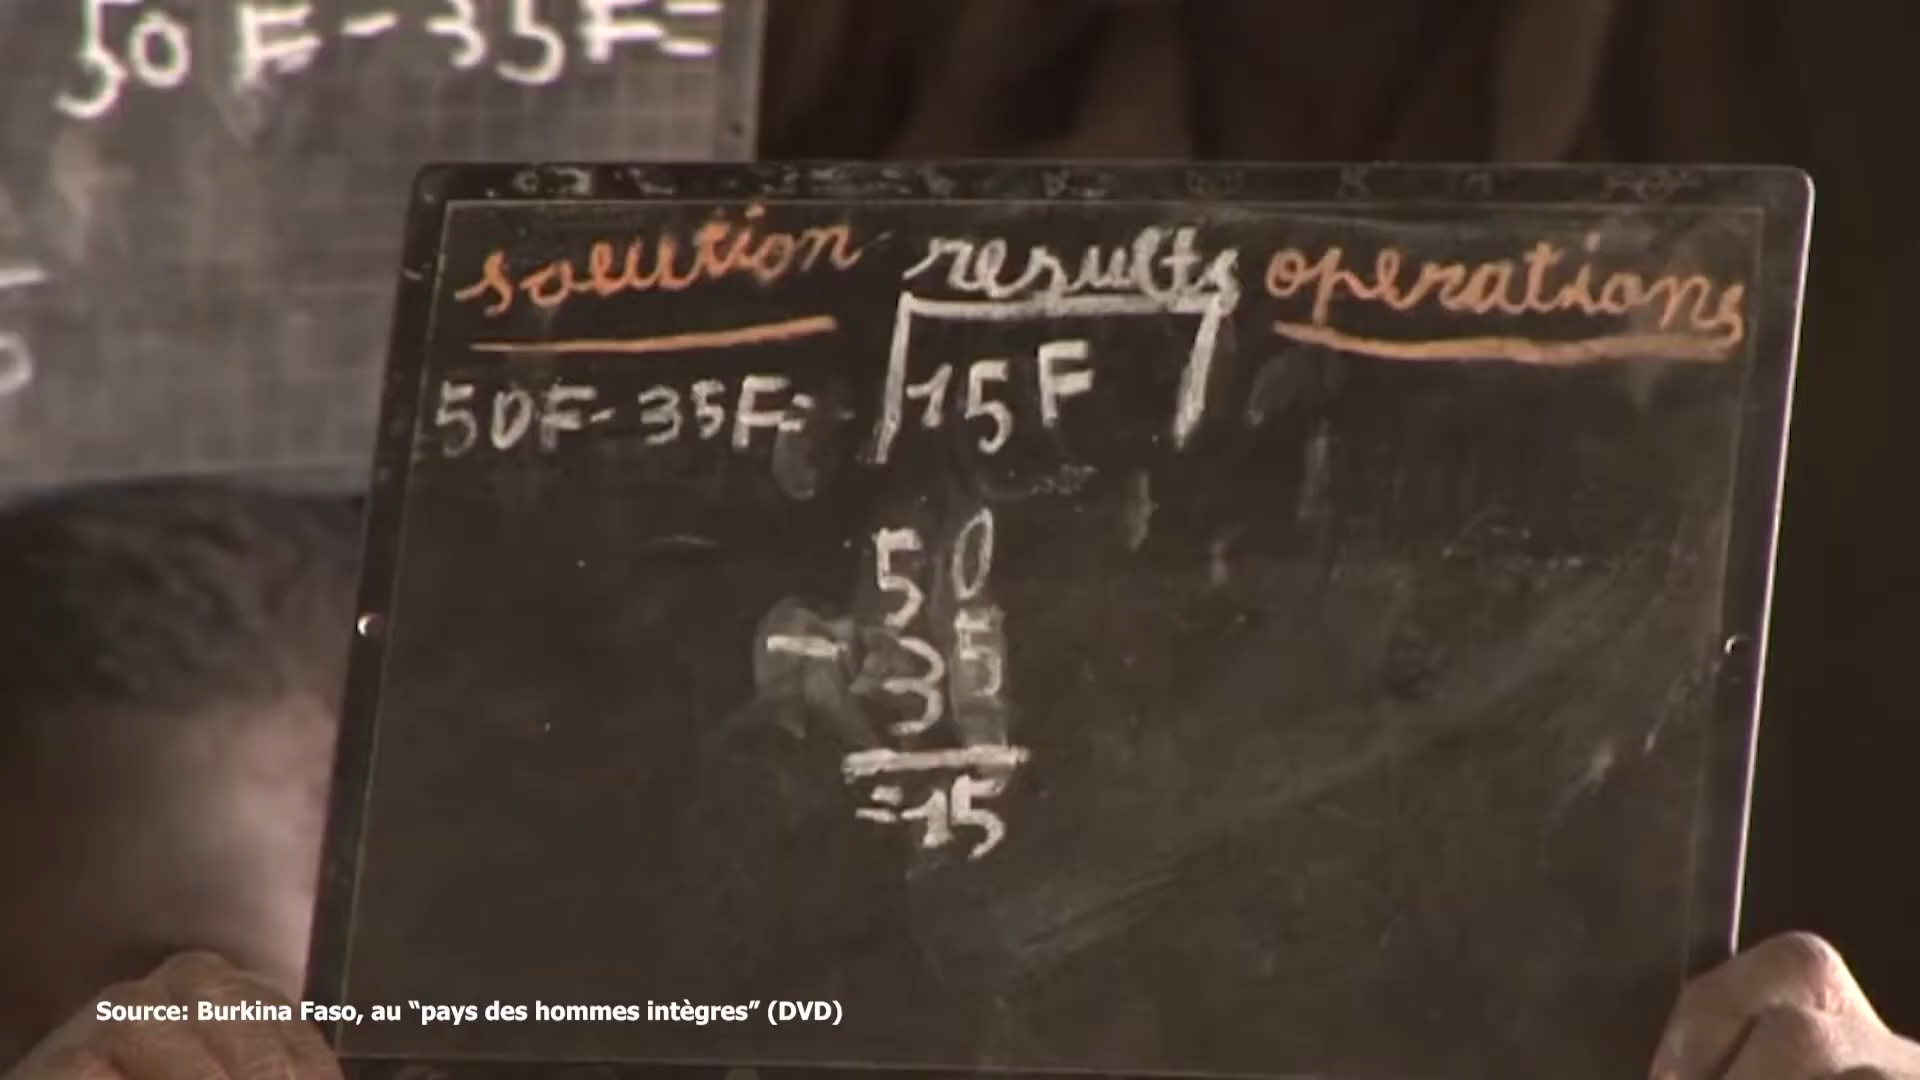 50F-35F=
solution results operations
50F-35F= 15F
50
-35
=15
Source: Burkina Faso, au “pays des hommes intègres” (DVD)